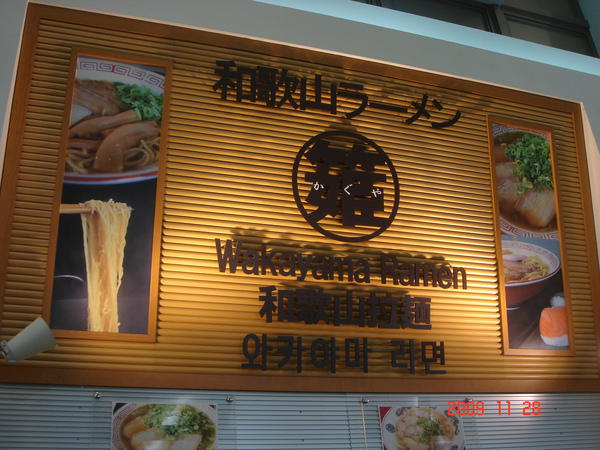 和歌山ラーメン
かぐや
Wakayama Ramen
和歌山拉麺
와카야마 라면
2009 11 28